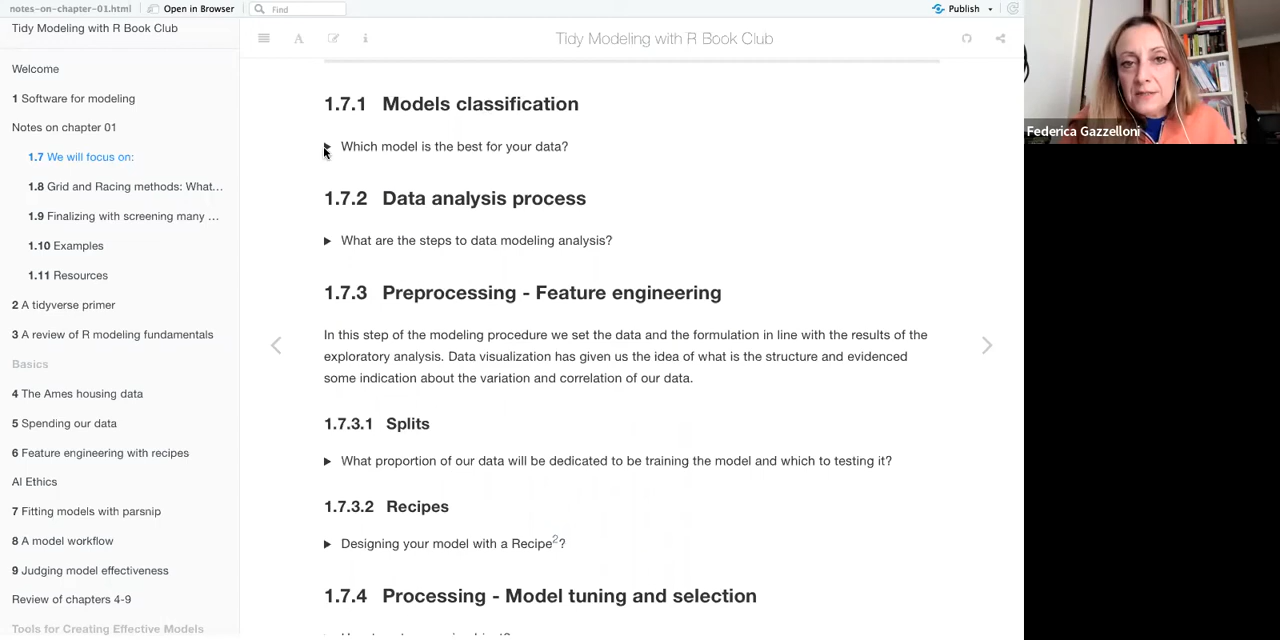 notes-on-chapter-01.html
Open in Browser
Find
Publish
Tidy Modeling with R Book Club
Welcome
1 Software for modeling
Notes on chapter 01
1.7 We will focus on:
1.8 Grid and Racing methods: What...
1.9 Finalizing with screening many ...
1.10 Examples
1.11 Resources
2 A tidyverse primer
3 A review of R modeling fundamentals
Basics
4 The Ames housing data
5 Spending our data
6 Feature engineering with recipes
AI Ethics
7 Fitting models with parsnip
8 A model workflow
9 Judging model effectiveness
Review of chapters 4-9
Tools for Creating Effective Models
Tidy Modeling with R Book Club
1.7.1 Models classification
Which model is the best for your data?
1.7.2 Data analysis process
What are the steps to data modeling analysis?
1.7.3 Preprocessing - Feature engineering
In this step of the modeling procedure we set the data and the formulation in line with the results of the
exploratory analysis. Data visualization has given us the idea of what is the structure and evidenced
some indication about the variation and correlation of our data.
1.7.3.1 Splits
What proportion of our data will be dedicated to be training the model and which to testing it?
1.7.3.2 Recipes
Designing your model with a Recipe2?
1.7.4 Processing - Model tuning and selection
Federica Gazzelloni